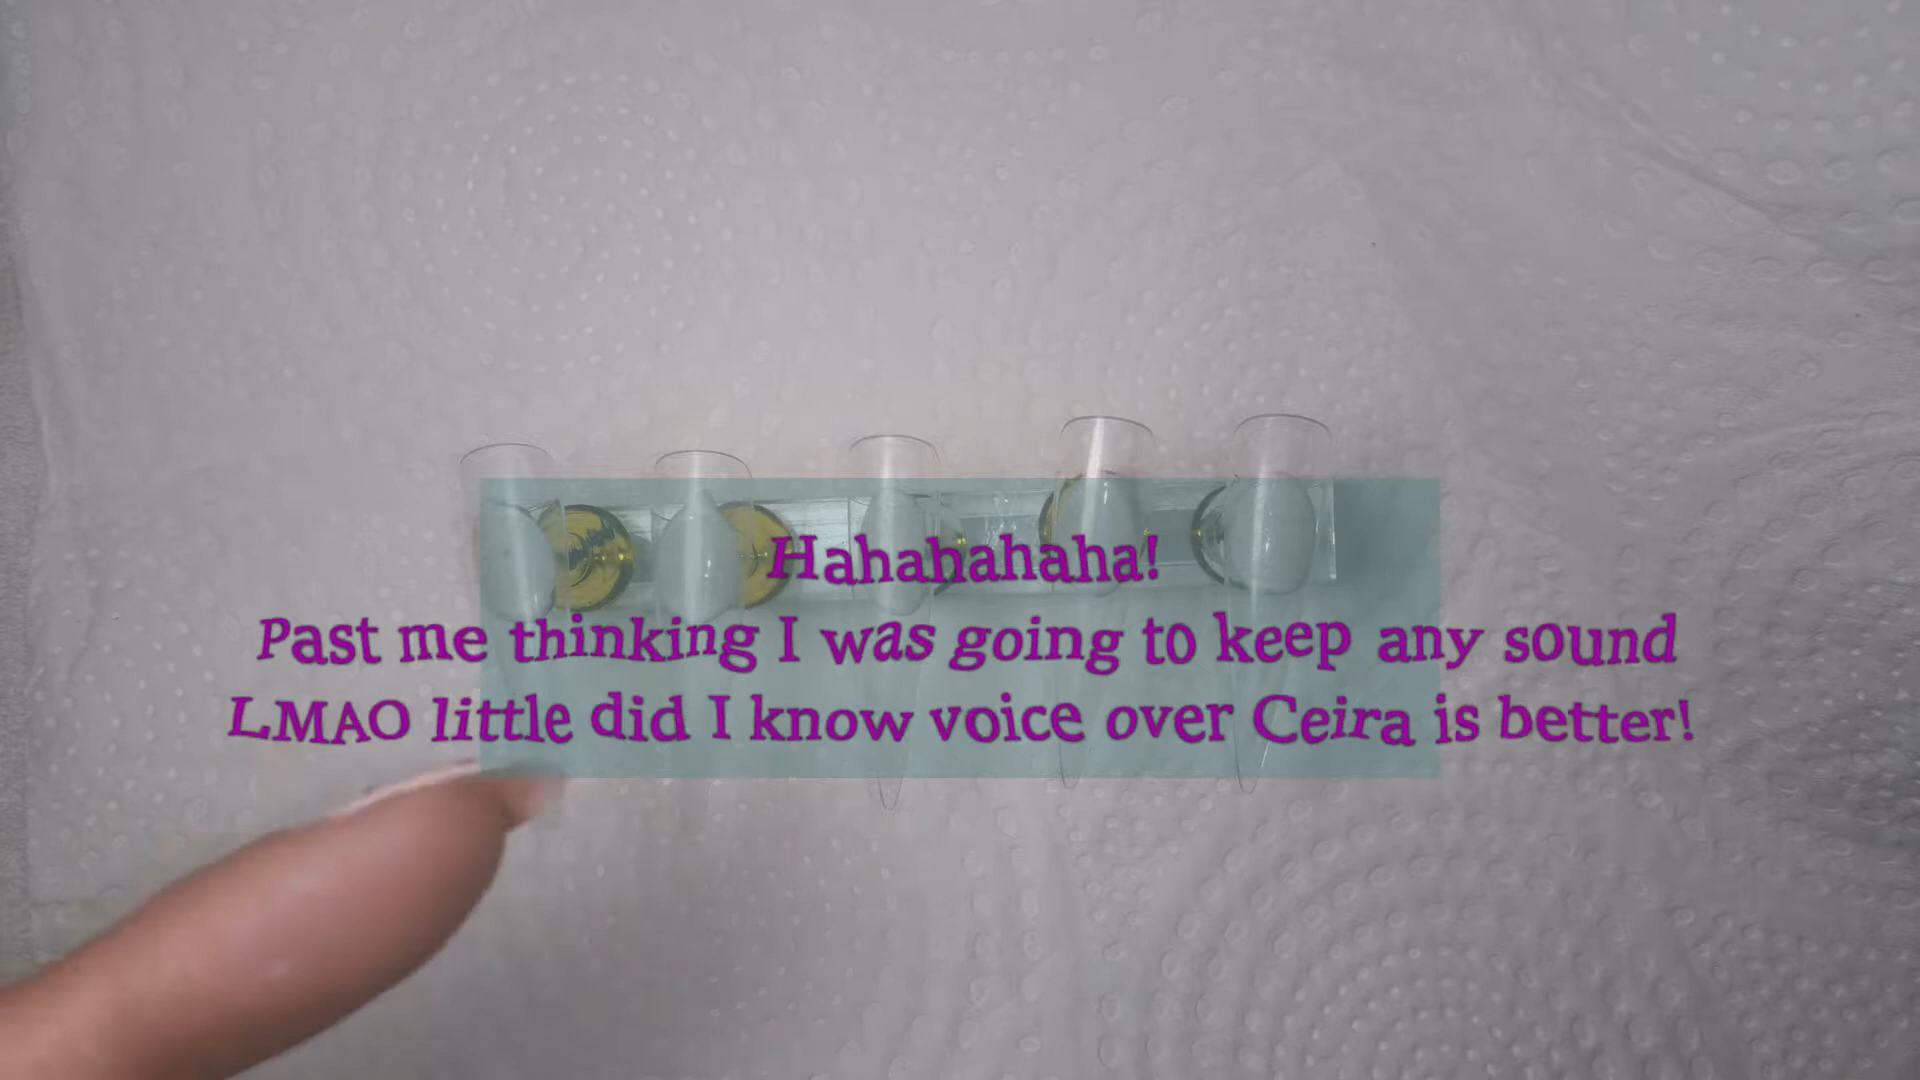 Hahahahaha!
Past me thinking I was going to keep any sound
LMAO little did I know voice over Ceira is better!